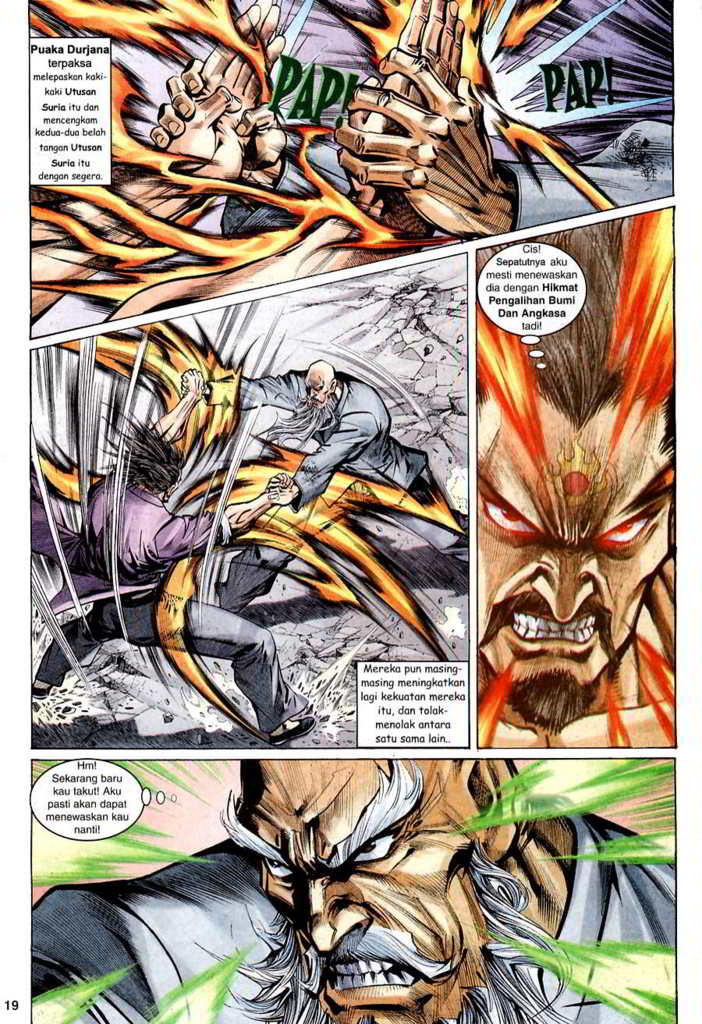 Puaka Durjana
terpaksa
melepaskan kaki-
kaki Utusan
Suria itu dan
mencengkam
kedua-dua belah
tangan Utusan
Suria itu
dengan segera.
PAP!
PAP!
Cis!
Sepatutnya aku
mesti menewaskan
dia dengan Hikmat
Pengalihan Bumi
Dan Angkasa
tadi!
Mereka pun masing-
masing meningkatkan
lagi kekuatan mereka
itu, dan tolak-
menolak antara
satu sama lain..
Hm!
Sekarang baru
kau takut! Aku
pasti akan dapat
menewaskan kau
nanti!
19